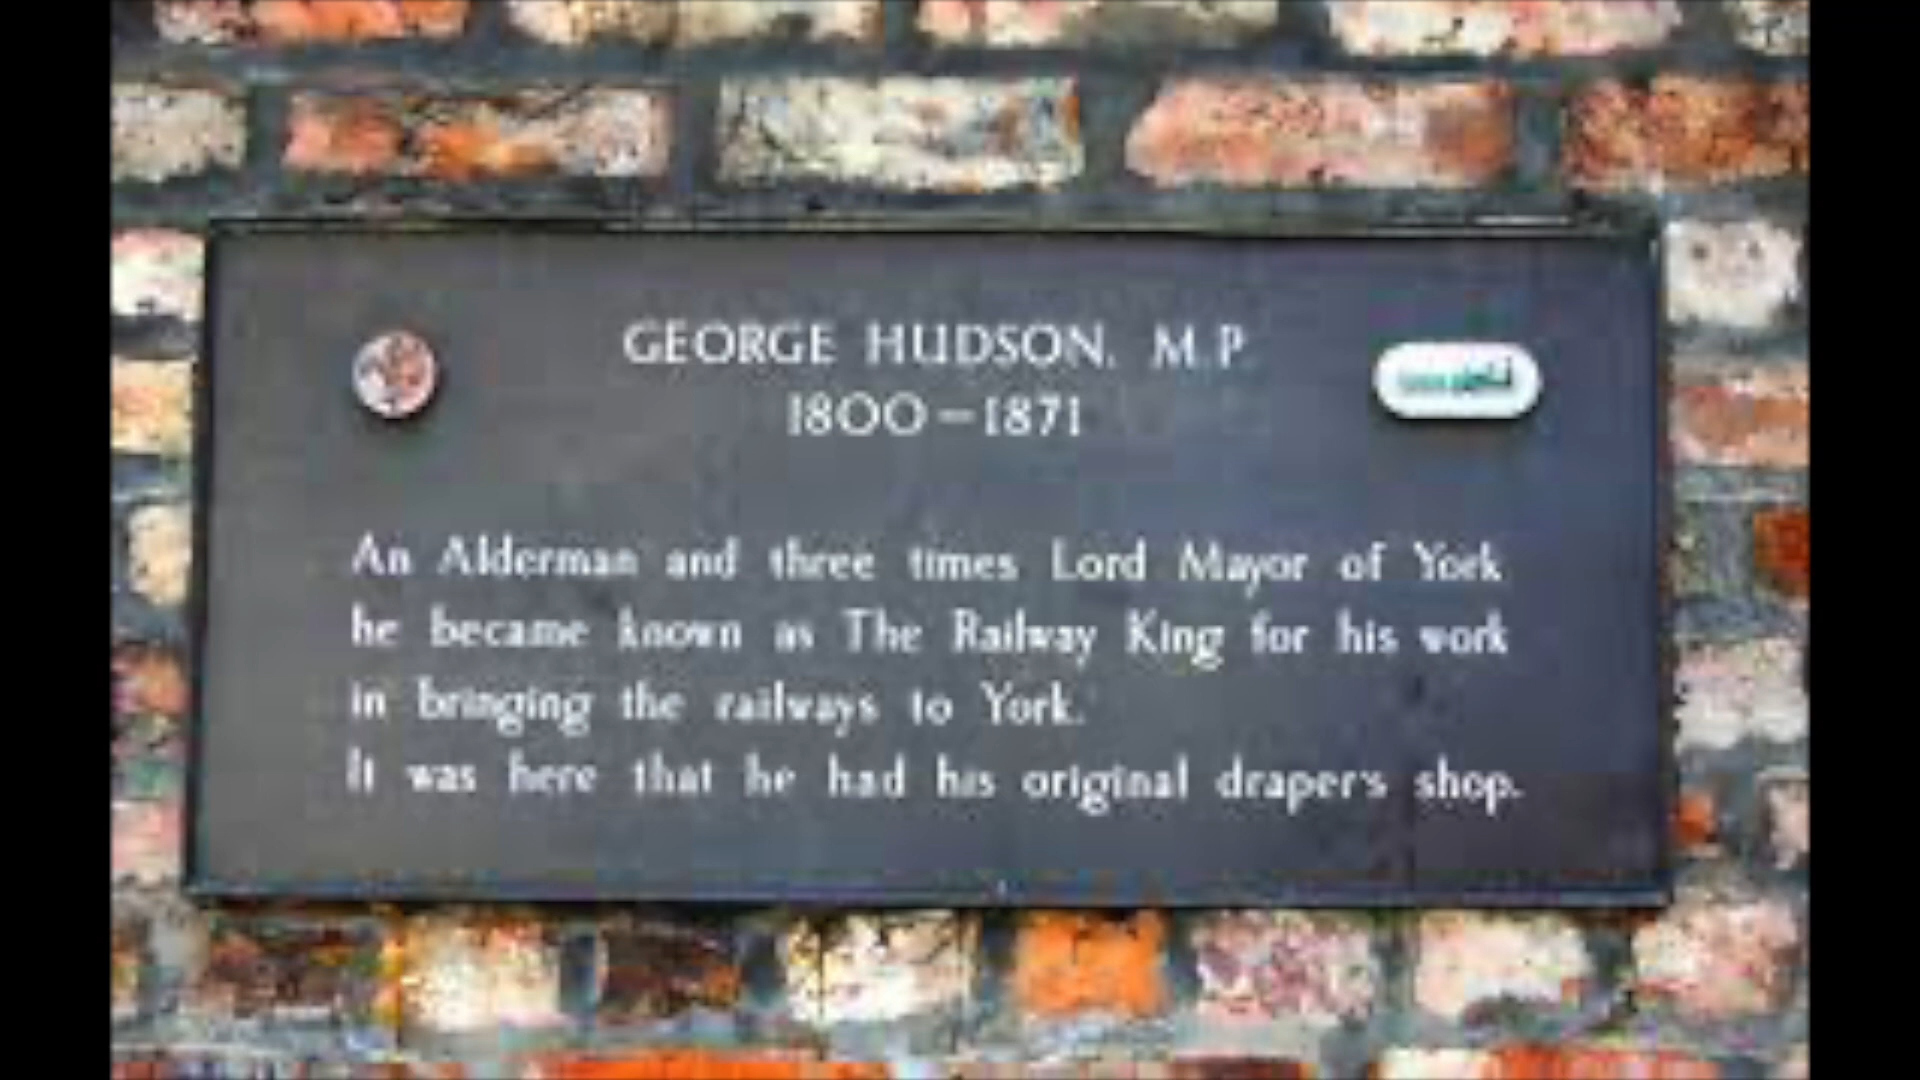 GEORGE HUDSON. M.P.
1800-1871
An Alderman and three times Lord Mayor of York
he became known as The Railway King for his work
in bringing the railways to York.
It was here that he had his original draper's shop.